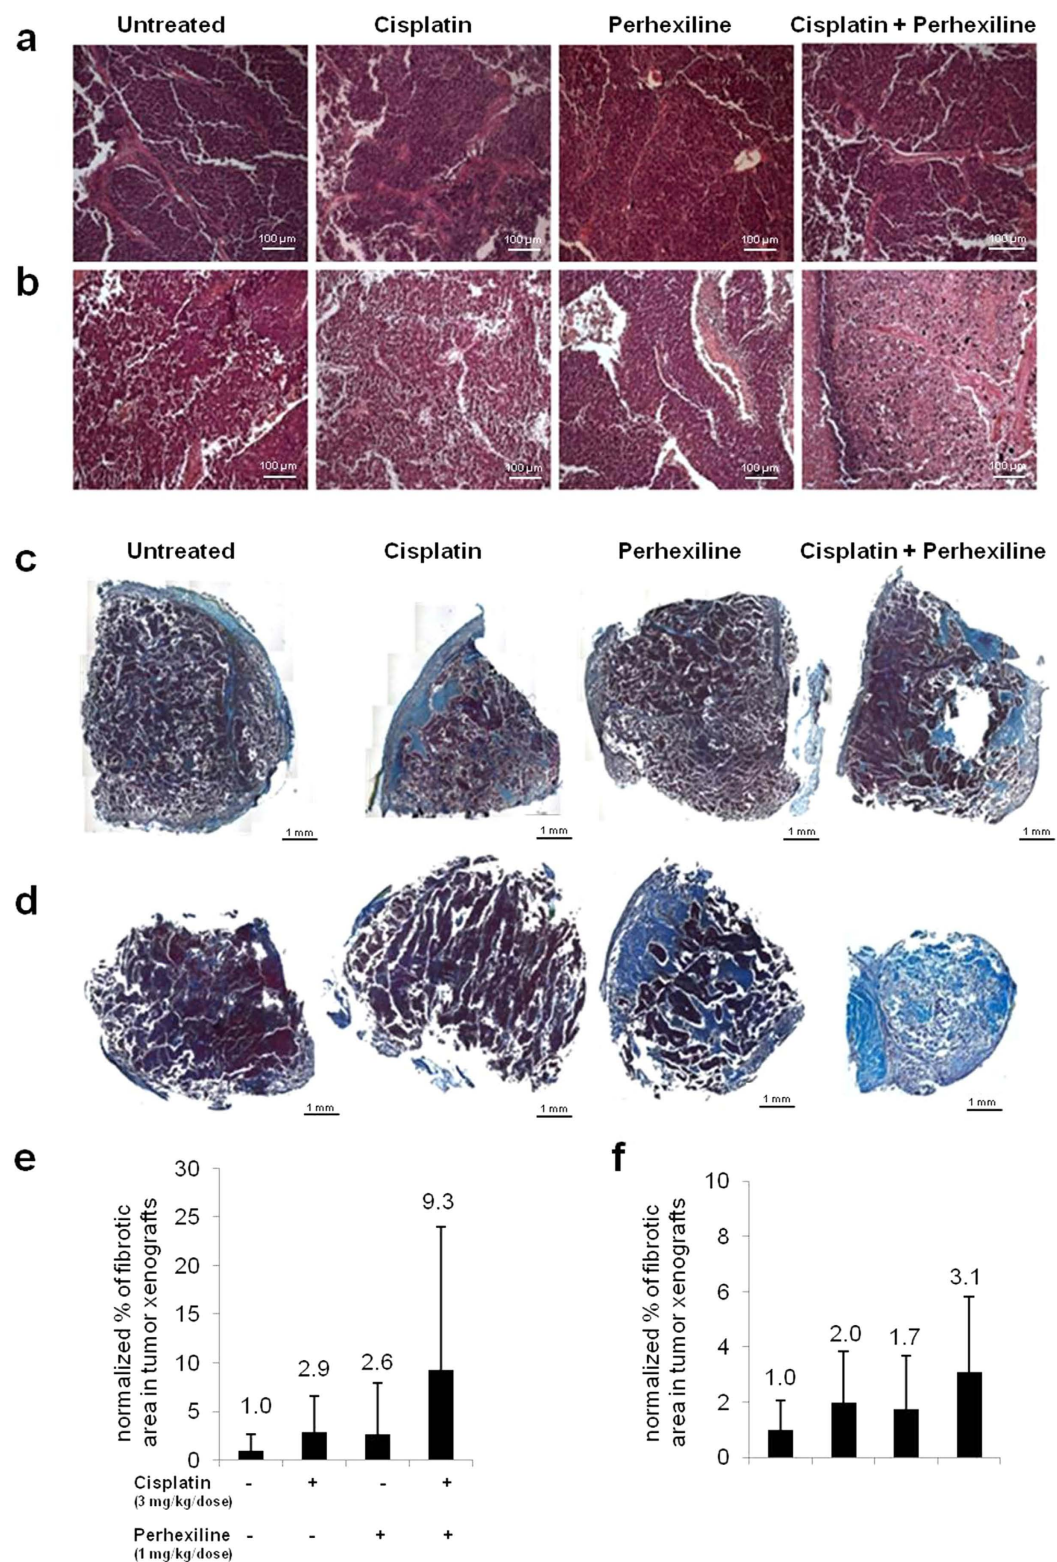 a
Untreated
Cisplatin
Perhexiline
Cisplatin + Perhexiline
100 µm
100 µm
100 µm
100 µm
b
100 µm
100 µm
100 µm
100 µm
c
Untreated
Cisplatin
Perhexiline
Cisplatin + Perhexiline
1 mm
1 mm
1 mm
1 mm
d
1 mm
1 mm
1 mm
1 mm
e
normalized % of fibrotic
area in tumor xenografts
30
25
20
15
10
5
0
1.0
2.9
2.6
9.3
Cisplatin - + - +
(3 mg/kg/dose)
Perhexiline - - + +
(1 mg/kg/dose)
f
normalized % of fibrotic
area in tumor xenografts
10
8
6
4
2
0
1.0
2.0
1.7
3.1